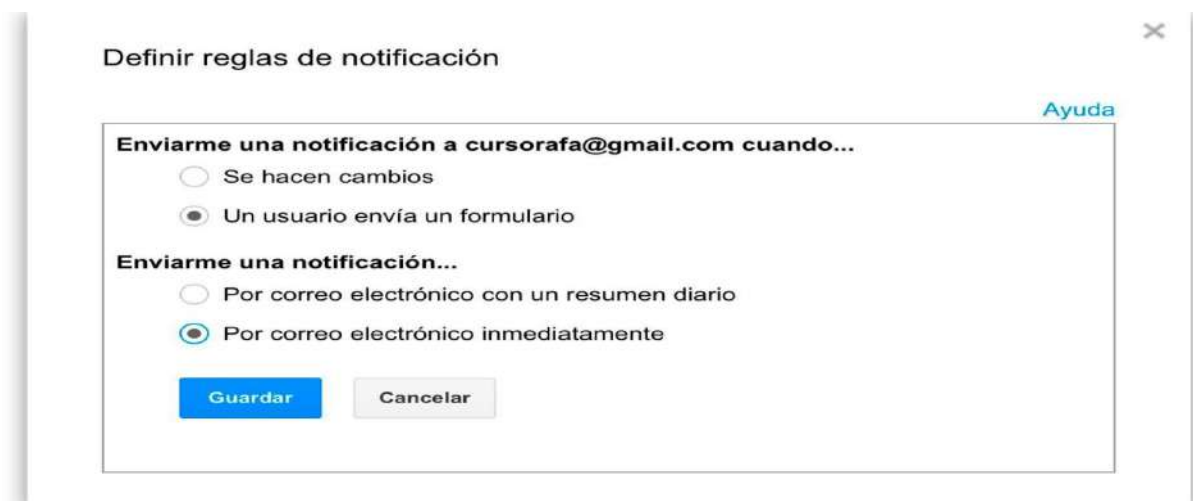 Definir reglas de notificación
Ayuda
Enviarme una notificación a cursorafa@gmail.com cuando...
Se hacen cambios
Un usuario envía un formulario
Enviarme una notificación...
Por correo electrónico con un resumen diario
Por correo electrónico inmediatamente
Guardar Cancelar